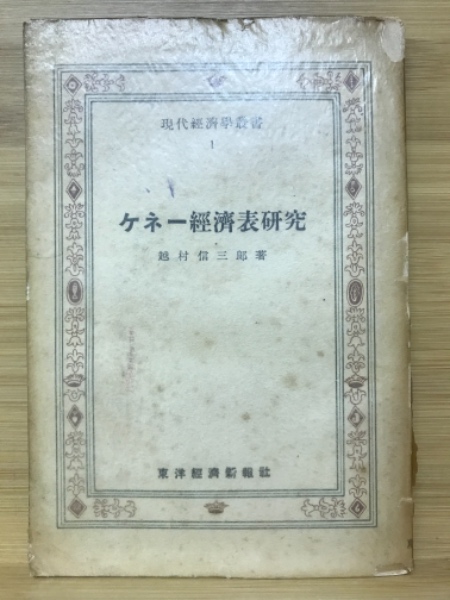 現代經濟學叢書
1
ケネー經濟表研究
越村信三郎著
東洋經濟新報社